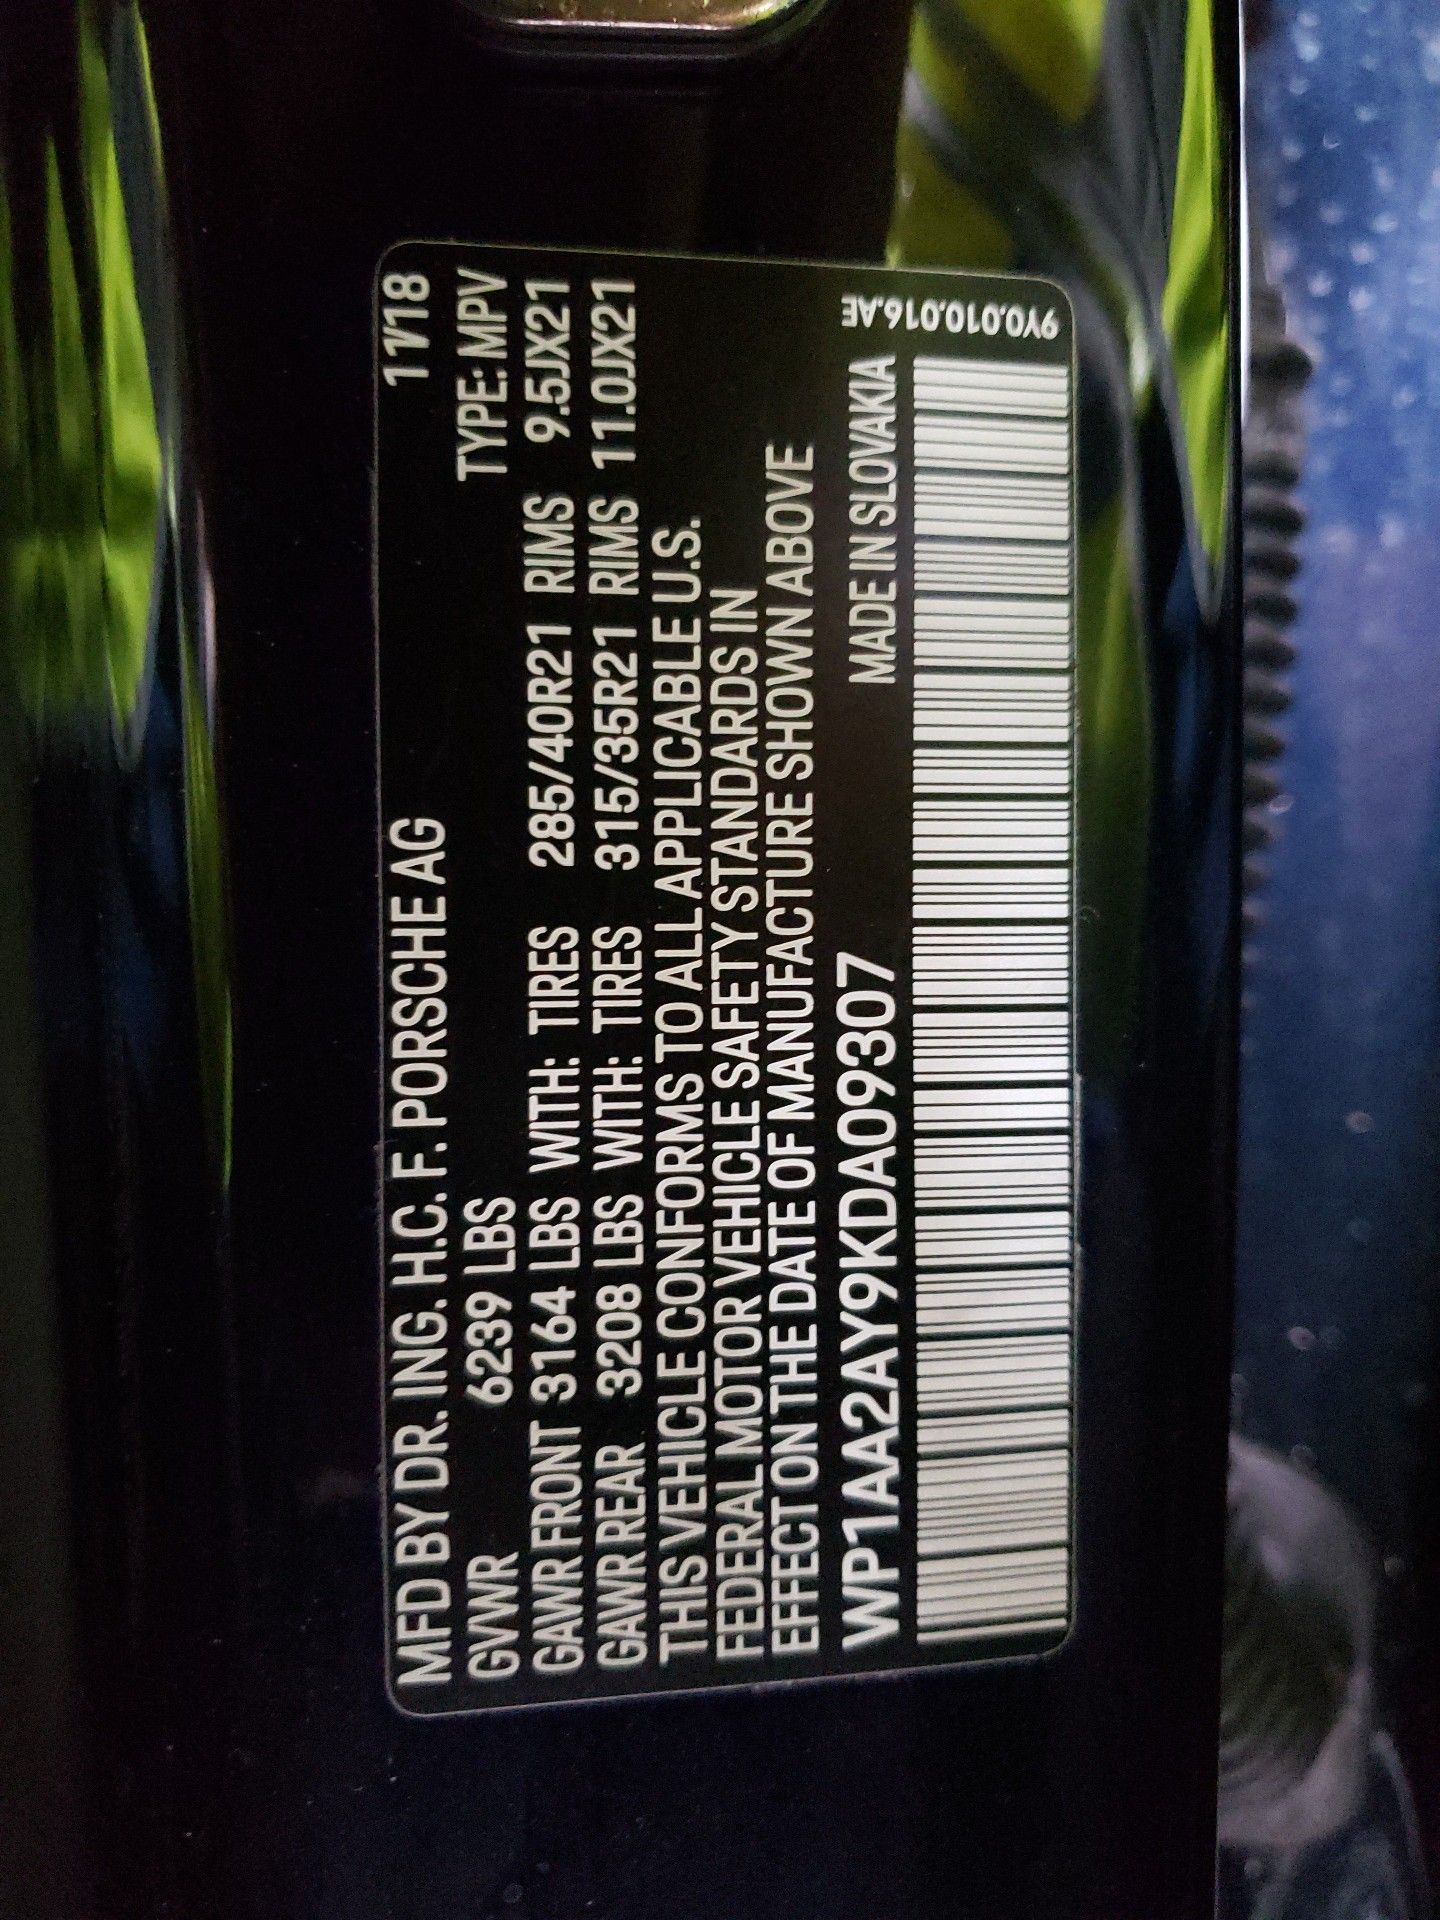 MFD BY DR. ING. H.C. F. PORSCHE AG 11/18
GVWR 6239 LBS TYPE: MPV
GAWR FRONT 3164 LBS WITH: TIRES 285/40R21 RIMS 9.5JX21
GAWR REAR 3208 LBS WITH: TIRES 315/35R21 RIMS 11.0JX21
THIS VEHICLE CONFORMS TO ALL APPLICABLE U.S.
FEDERAL MOTOR VEHICLE SAFETY STANDARDS IN
EFFECT ON THE DATE OF MANUFACTURE SHOWN ABOVE
WP1AA2AY9KDA09307 MADE IN SLOVAKIA
9Y0.010.016.AE